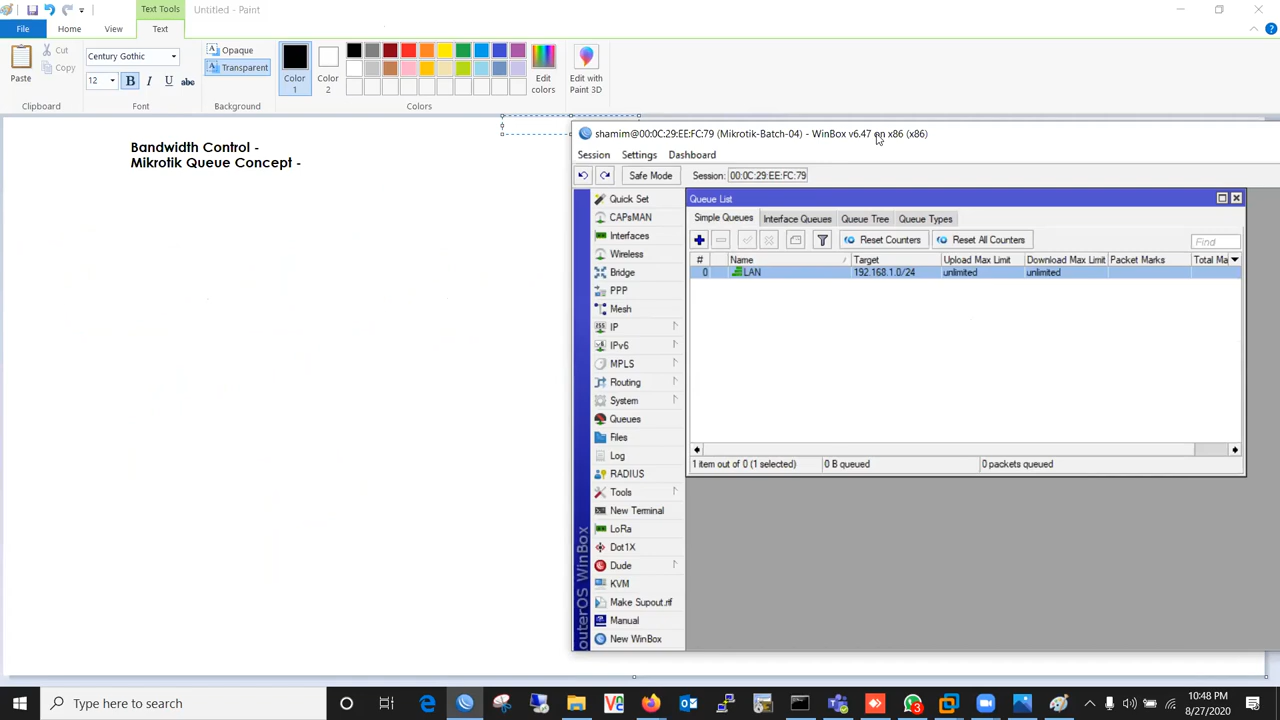 Text Tools
Untitled - Paint
File
Home
View
Text
Paste
Cut
Copy
Clipboard
Century Gothic
12
B
I
U
abc
Font
Opaque
Transparent
Background
Color
1
Color
2
Colors
Edit
colors
Edit with
Paint 3D
Bandwidth Control -
Mikrotik Queue Concept -
shamim@00:0C:29:EE:FC:79 (Mikrotik-Batch-04) - WinBox v6.47 on x86 (x86)
Session Settings Dashboard
Safe Mode Session: 00:0C:29:EE:FC:79
Quick Set
CAPsMAN
Interfaces
Wireless
Bridge
PPP
Mesh
IP
IPv6
MPLS
Routing
System
Queues
Files
Log
RADIUS
Tools
New Terminal
LoRa
Dot1X
Dude
KVM
Make Supout.rif
Manual
New WinBox
outerOS WinBox
Queue List
Simple Queues Interface Queues Queue Tree Queue Types
Reset Counters Reset All Counters Find
# Name Target Upload Max Limit Download Max Limit Packet Marks Total Ma
0 LAN 192.168.1.0/24 unlimited unlimited
1 item out of 0 (1 selected) 0 B queued 0 packets queued
Type here to search
3
10:48 PM
8/27/2020